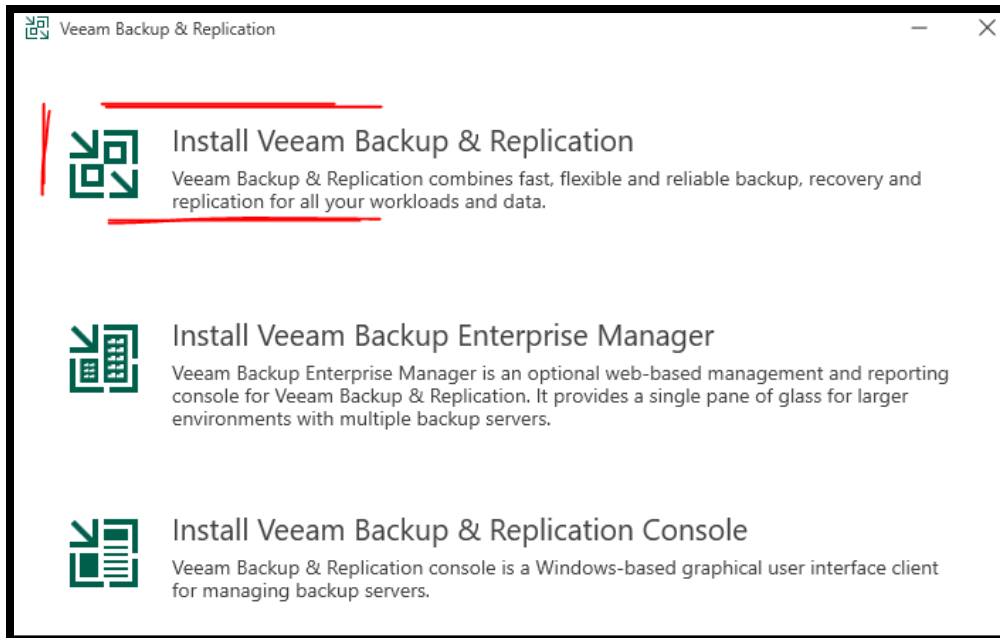 Veeam Backup & Replication
Install Veeam Backup & Replication
Veeam Backup & Replication combines fast, flexible and reliable backup, recovery and
replication for all your workloads and data.
Install Veeam Backup Enterprise Manager
Veeam Backup Enterprise Manager is an optional web-based management and reporting
console for Veeam Backup & Replication. It provides a single pane of glass for larger
environments with multiple backup servers.
Install Veeam Backup & Replication Console
Veeam Backup & Replication console is a Windows-based graphical user interface client
for managing backup servers.